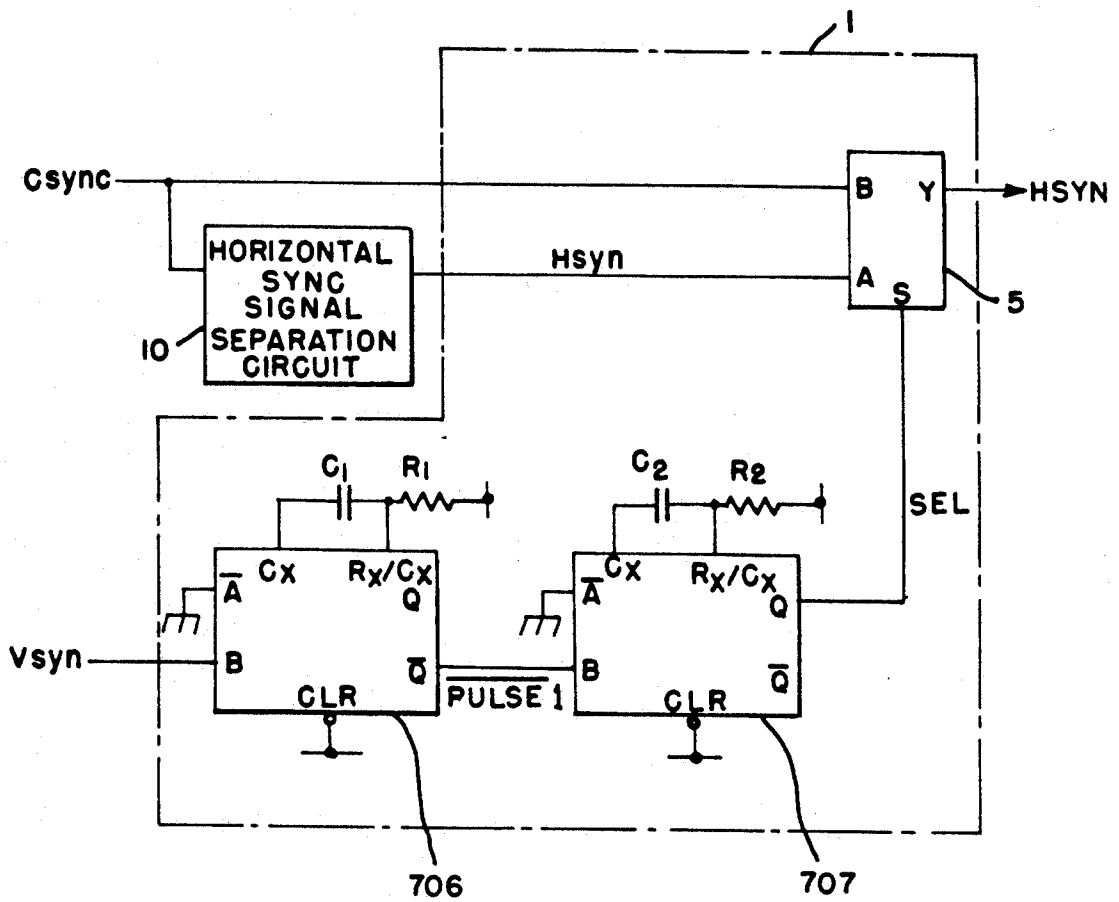 1
Csync
B Y
HSYN
HORIZONTAL
SYNC
SIGNAL
SEPARATION
CIRCUIT
Hsyn
A
S
5
10
C1 R1
C2 R2
SEL
CX RX/CX
A̅ Q
B Q̅
CLR
Vsyn
P̅U̅L̅S̅E̅ 1
CX RX/CX
A̅ Q
B Q̅
CLR
706
707